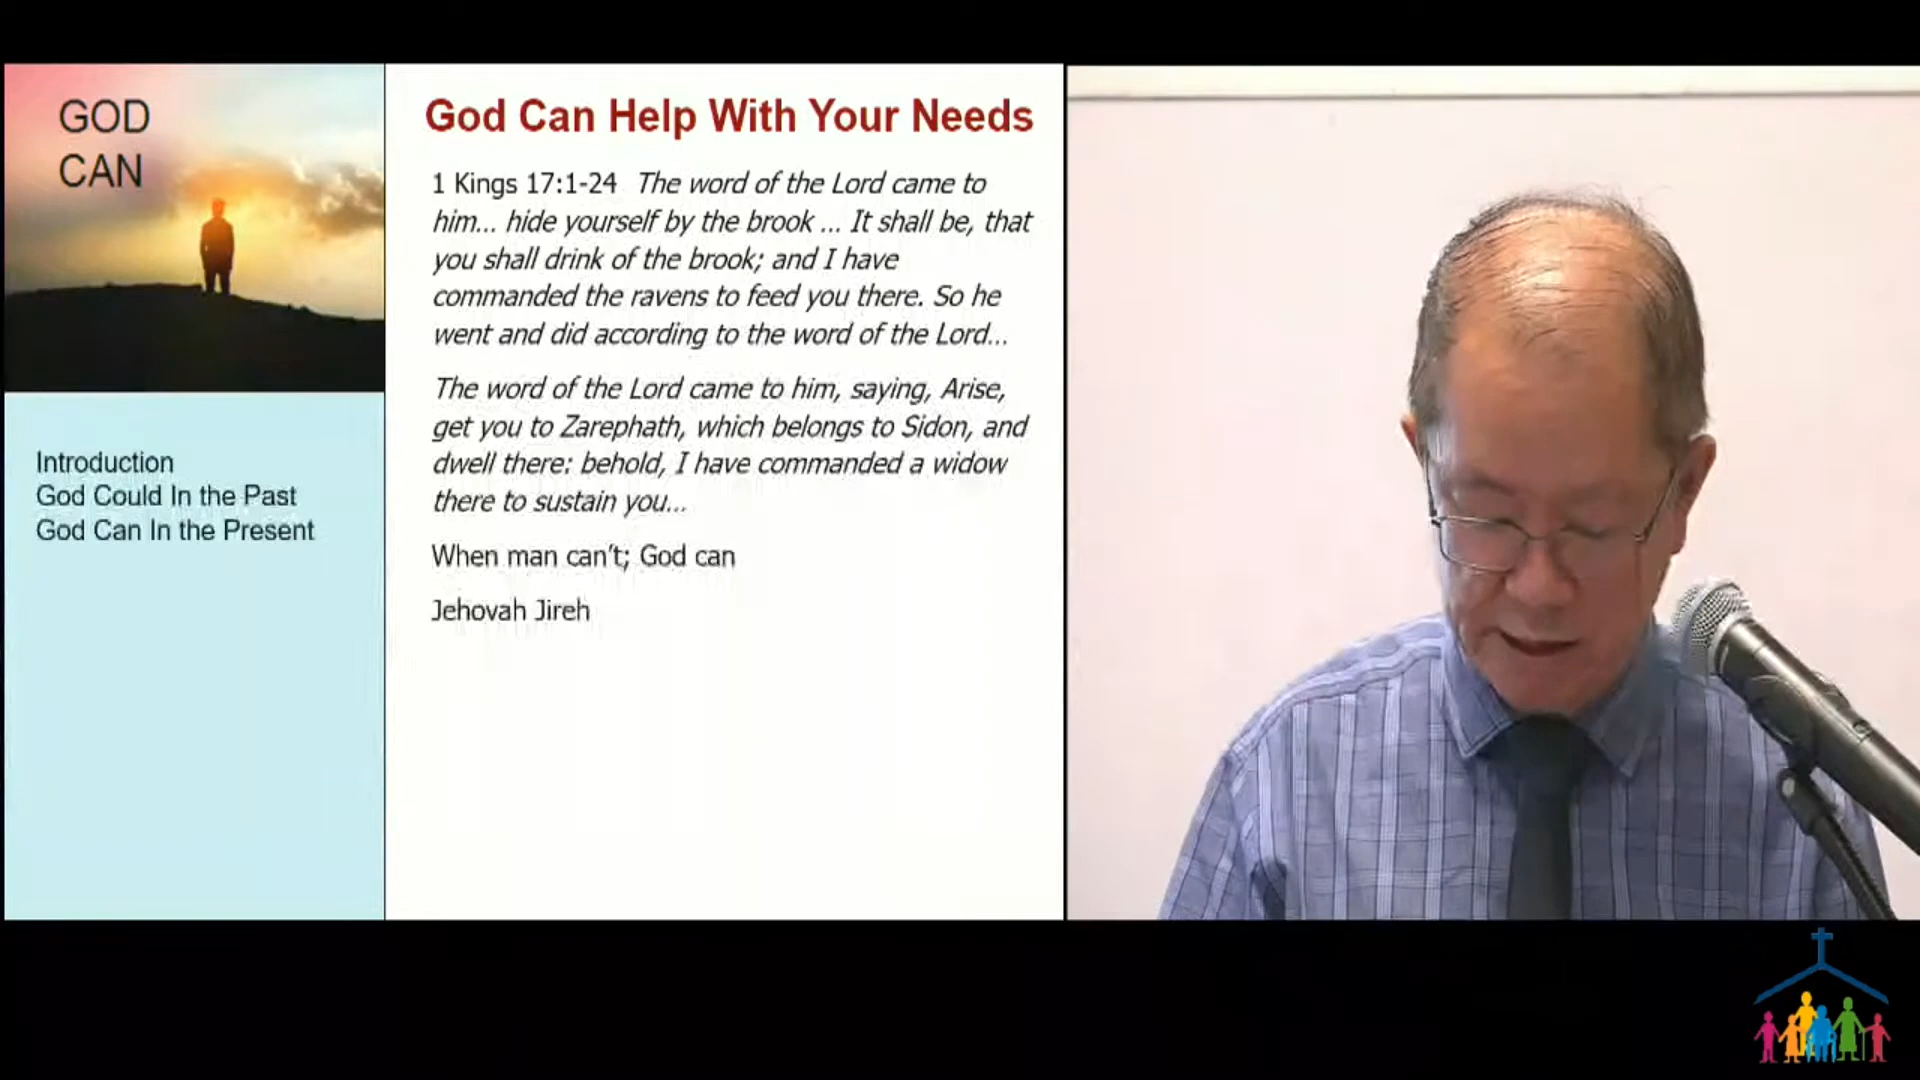 GOD
CAN
Introduction
God Could In the Past
God Can In the Present
God Can Help With Your Needs
1 Kings 17:1-24 The word of the Lord came to
him... hide yourself by the brook ... It shall be, that
you shall drink of the brook; and I have
commanded the ravens to feed you there. So he
went and did according to the word of the Lord...
The word of the Lord came to him, saying, Arise,
get you to Zarephath, which belongs to Sidon, and
dwell there: behold, I have commanded a widow
there to sustain you...
When man can't; God can
Jehovah Jireh